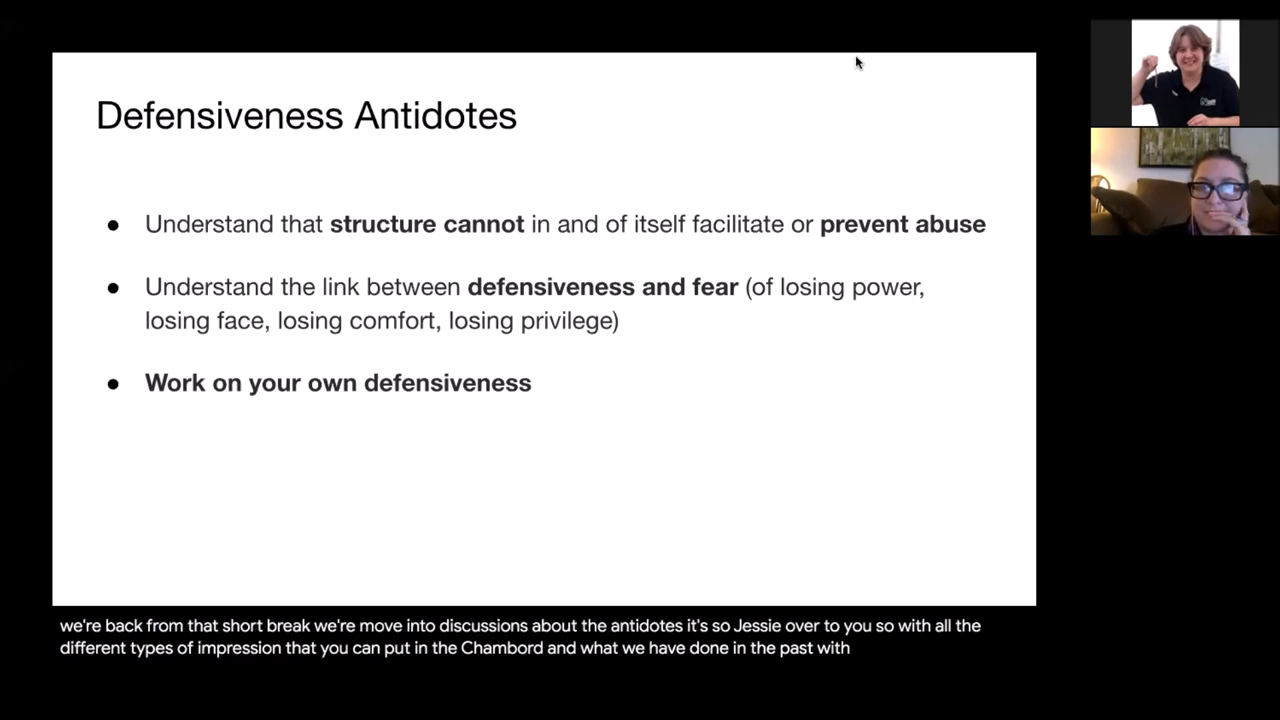 Defensiveness Antidotes
● Understand that structure cannot in and of itself facilitate or prevent abuse
● Understand the link between defensiveness and fear (of losing power,
losing face, losing comfort, losing privilege)
● Work on your own defensiveness
we're back from that short break we're move into discussions about the antidotes it's so Jessie over to you so with all the
different types of impression that you can put in the Chambord and what we have done in the past with